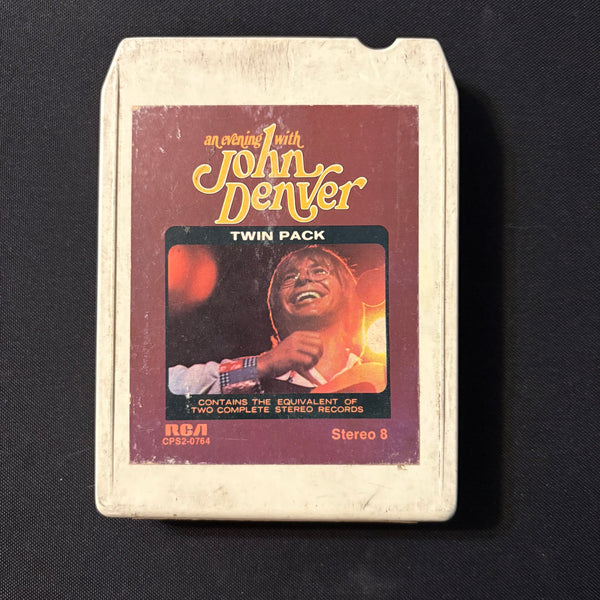 an evening with
John
Denver
TWIN PACK
CONTAINS THE EQUIVALENT OF
TWO COMPLETE STEREO RECORDS
RCA
CPS2-0764
Stereo 8